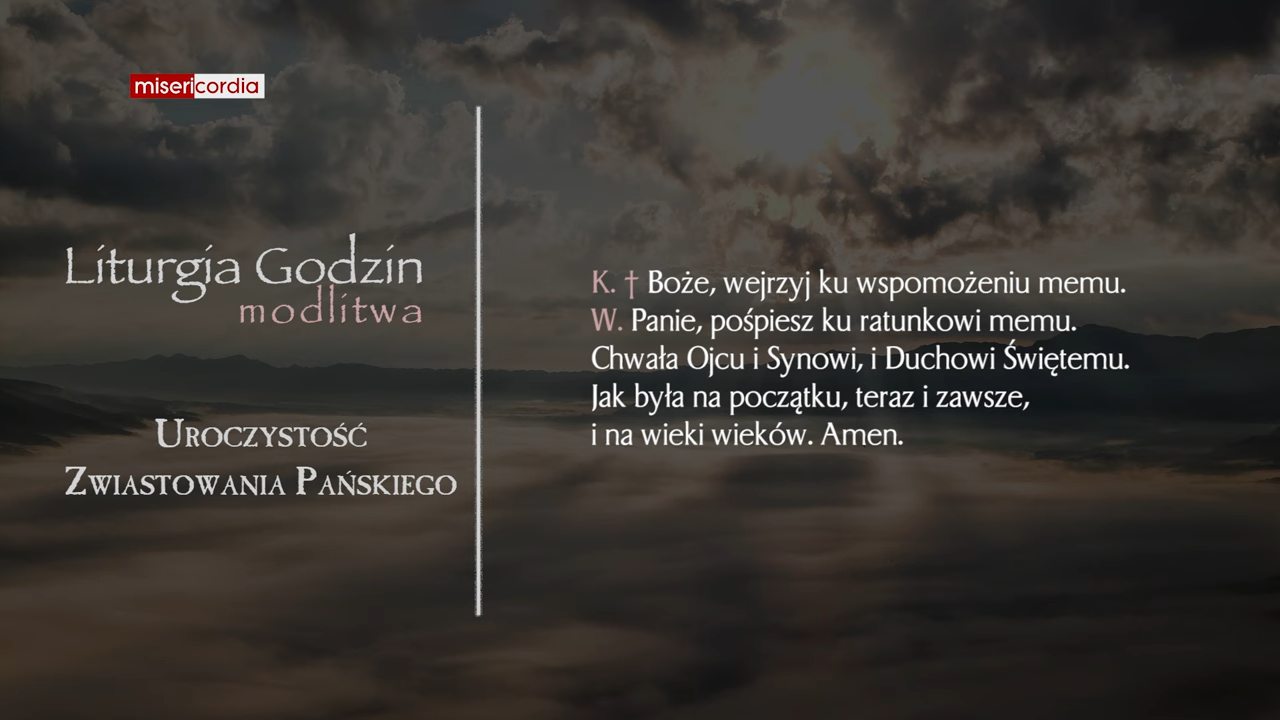 misericordia
Liturgia Godzin
modlitwa
Uroczystość
Zwiastowania Pańskiego
K. † Boże, wejrzyj ku wspomożeniu memu.
W. Panie, pośpiesz ku ratunkowi memu.
Chwała Ojcu i Synowi, i Duchowi Świętemu.
Jak była na początku, teraz i zawsze,
i na wieki wieków. Amen.